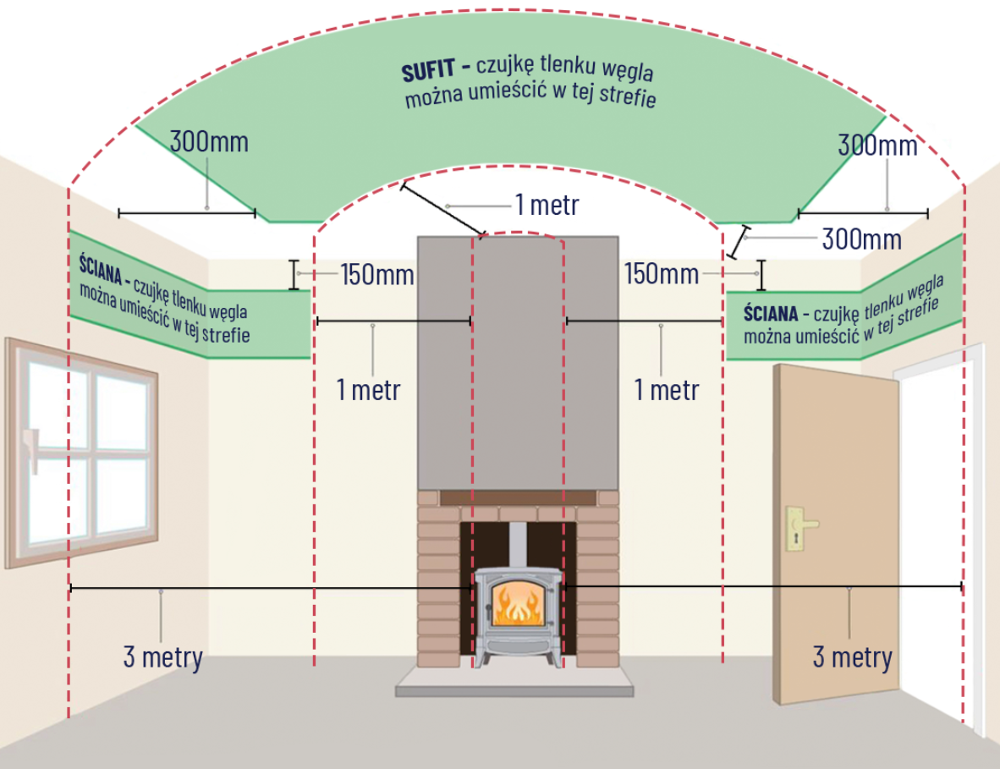 SUFIT - czujkę tlenku węgla
można umieścić w tej strefie
300mm
300mm
1 metr
300mm
ŚCIANA - czujkę tlenku węgla
można umieścić w tej strefie
150mm
150mm
ŚCIANA - czujkę tlenku węgla
można umieścić w tej strefie
1 metr
1 metr
3 metry
3 metry